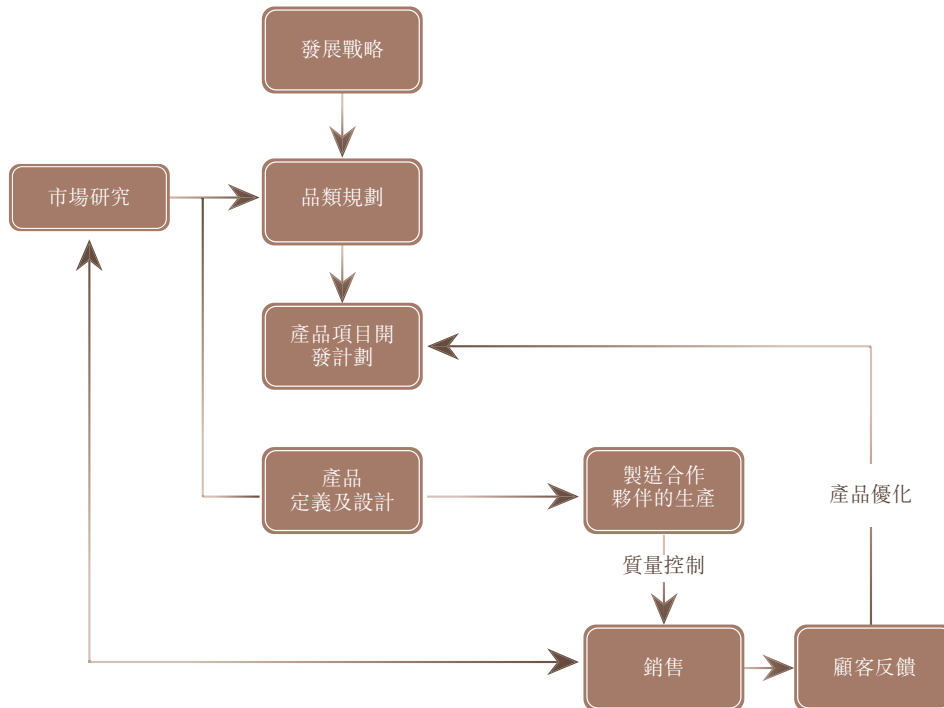 發展戰略
市場研究
品類規劃
產品項目開
發計劃
產品
定義及設計
製造合作
夥伴的生產
產品優化
質量控制
銷售
顧客反饋